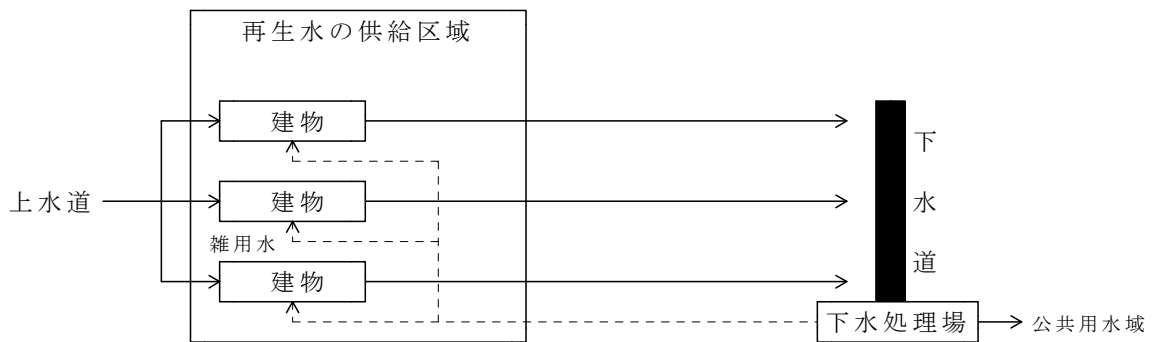 再生水の供給区域
建物
上水道
建物
雑用水
建物
下水道
下水処理場
公共用水域